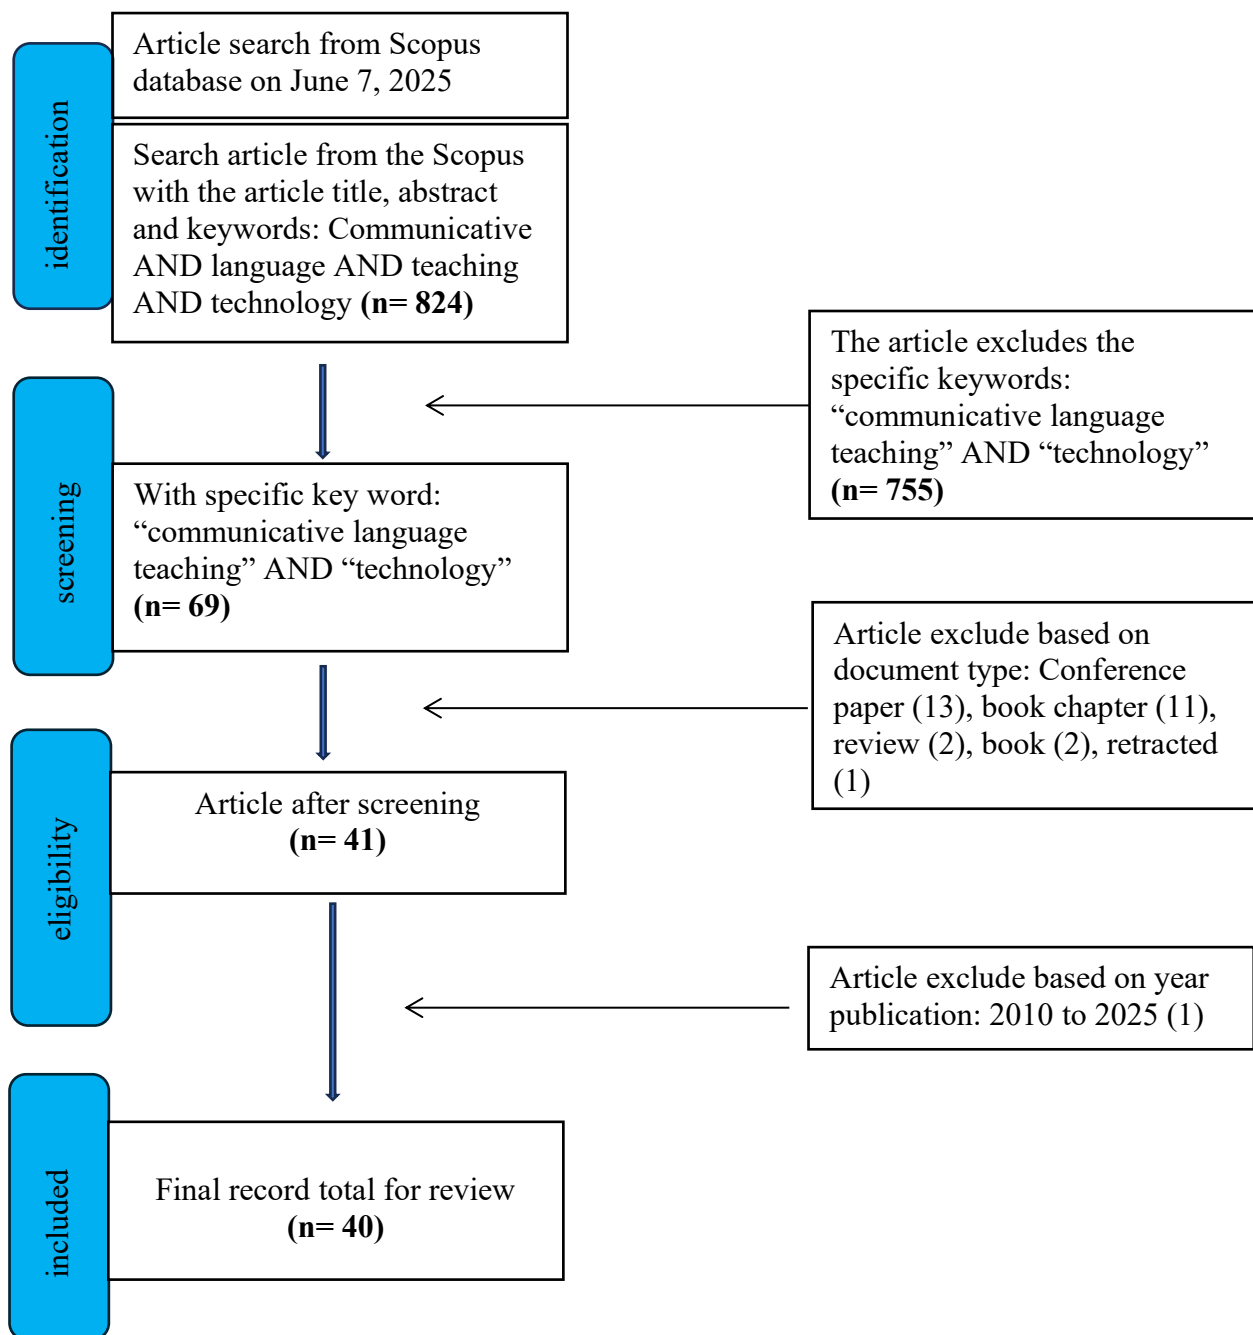 identification
Article search from Scopus
database on June 7, 2025
Search article from the Scopus
with the article title, abstract
and keywords: Communicative
AND language AND teaching
AND technology (n= 824)
The article excludes the
specific keywords:
“communicative language
teaching” AND “technology”
(n= 755)
screening
With specific key word:
“communicative language
teaching” AND “technology”
(n= 69)
Article exclude based on
document type: Conference
paper (13), book chapter (11),
review (2), book (2), retracted
(1)
eligibility
Article after screening
(n= 41)
Article exclude based on year
publication: 2010 to 2025 (1)
included
Final record total for review
(n= 40)